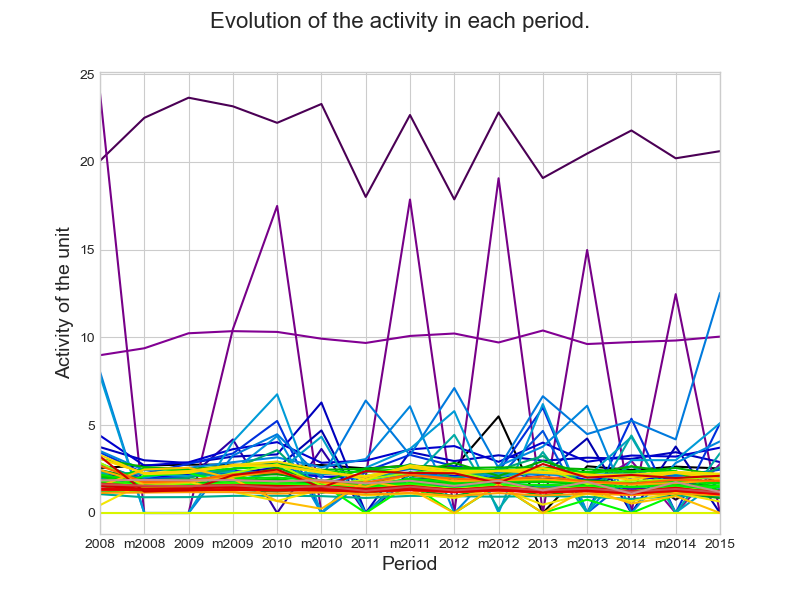 Evolution of the activity in each period.
Activity of the unit
25
20
15
10
5
0
2008 m2008 2009 m2009 2010 m2010 2011 m2011 2012 m2012 2013 m2013 2014 m2014 2015
Period